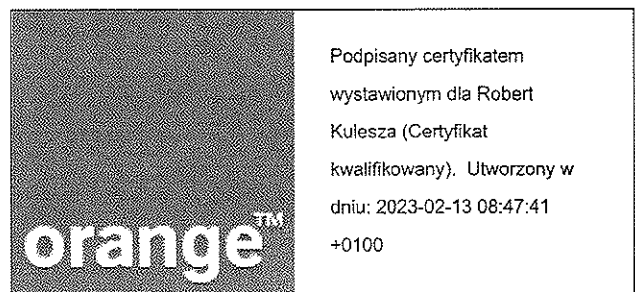 orange™
Podpisany certyfikatem
wystawionym dla Robert
Kulesza (Certyfikat
kwalifikowany). Utworzony w
dniu: 2023-02-13 08:47:41
+0100